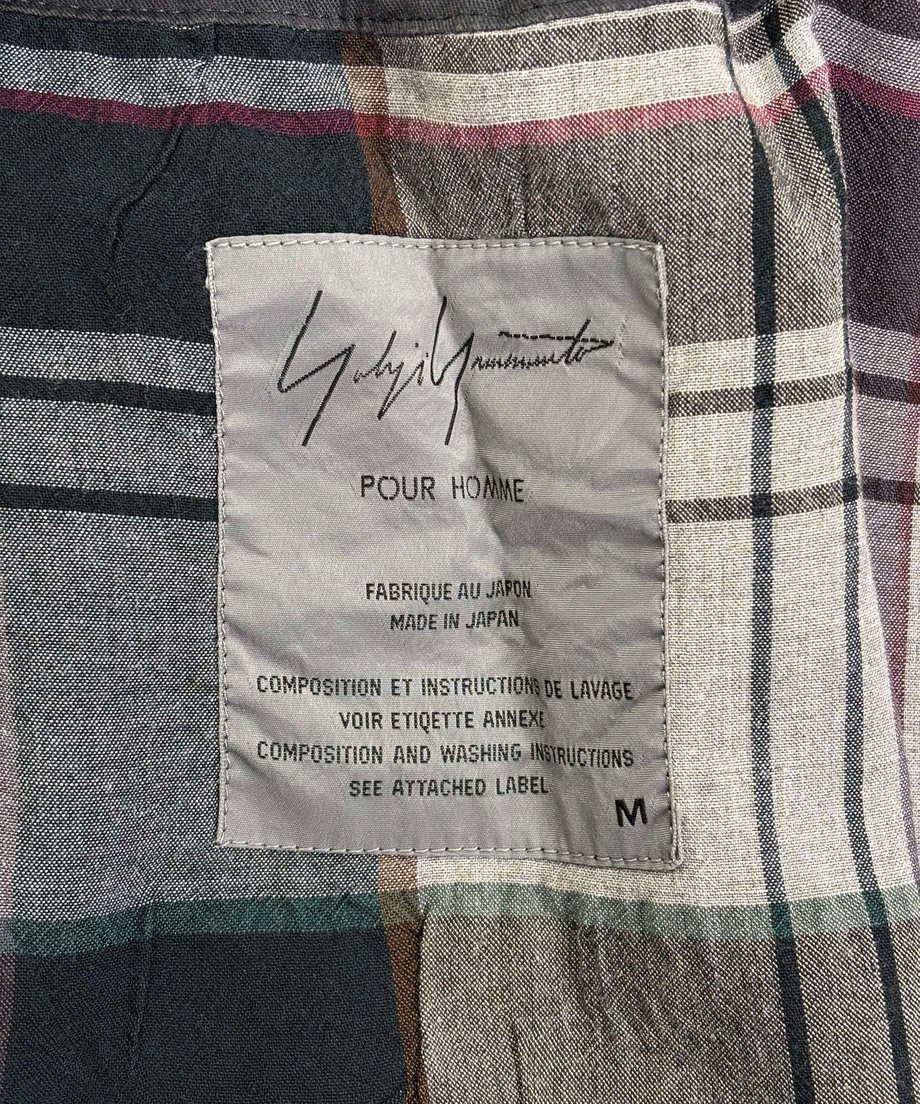 Yohji Yamamoto
POUR HOMME
FABRIQUE AU JAPON
MADE IN JAPAN
COMPOSITION ET INSTRUCTIONS DE LAVAGE
VOIR ETIQETTE ANNEXE
COMPOSITION AND WASHING INSTRUCTIONS
SEE ATTACHED LABEL
M